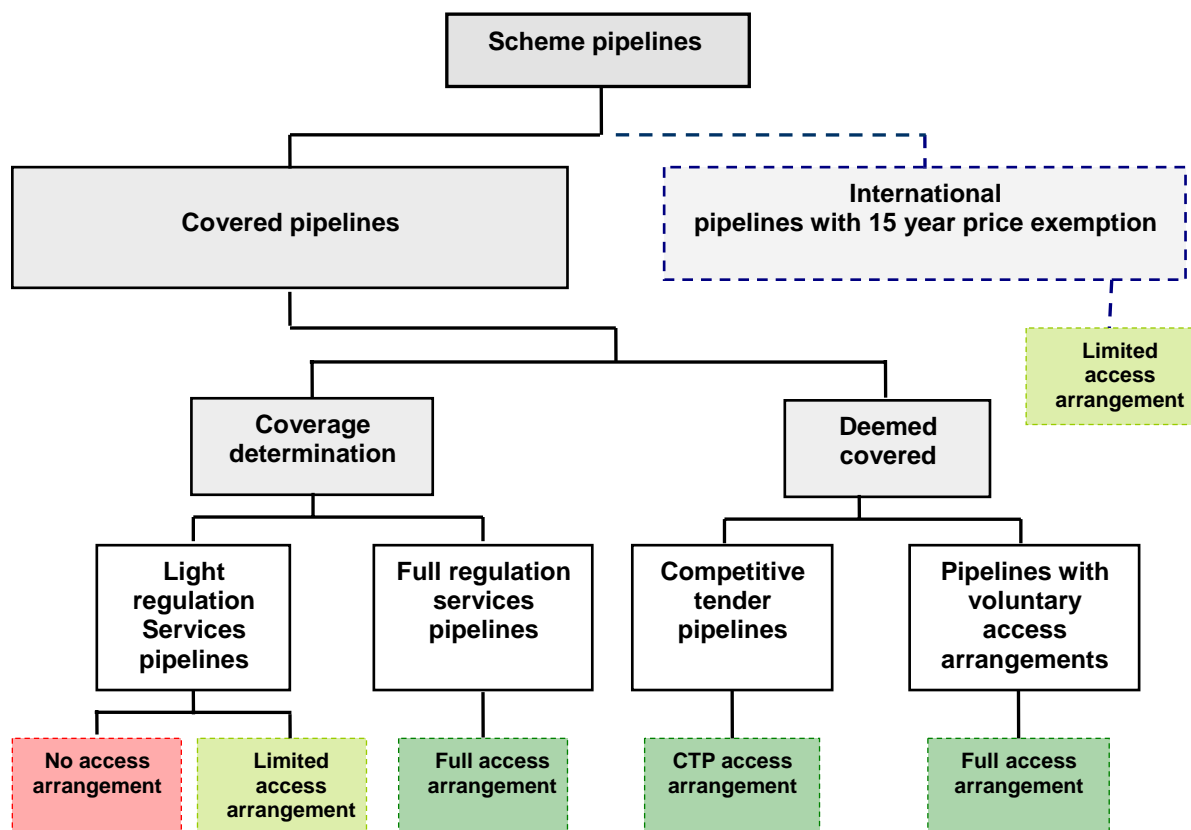 Scheme pipelines
Covered pipelines
International
pipelines with 15 year price exemption
Limited
access
arrangement
Coverage
determination
Deemed
covered
Light
regulation
Services
pipelines
Full regulation
services
pipelines
Competitive
tender
pipelines
Pipelines with
voluntary
access
arrangements
No access
arrangement
Limited
access
arrangement
Full access
arrangement
CTP access
arrangement
Full access
arrangement